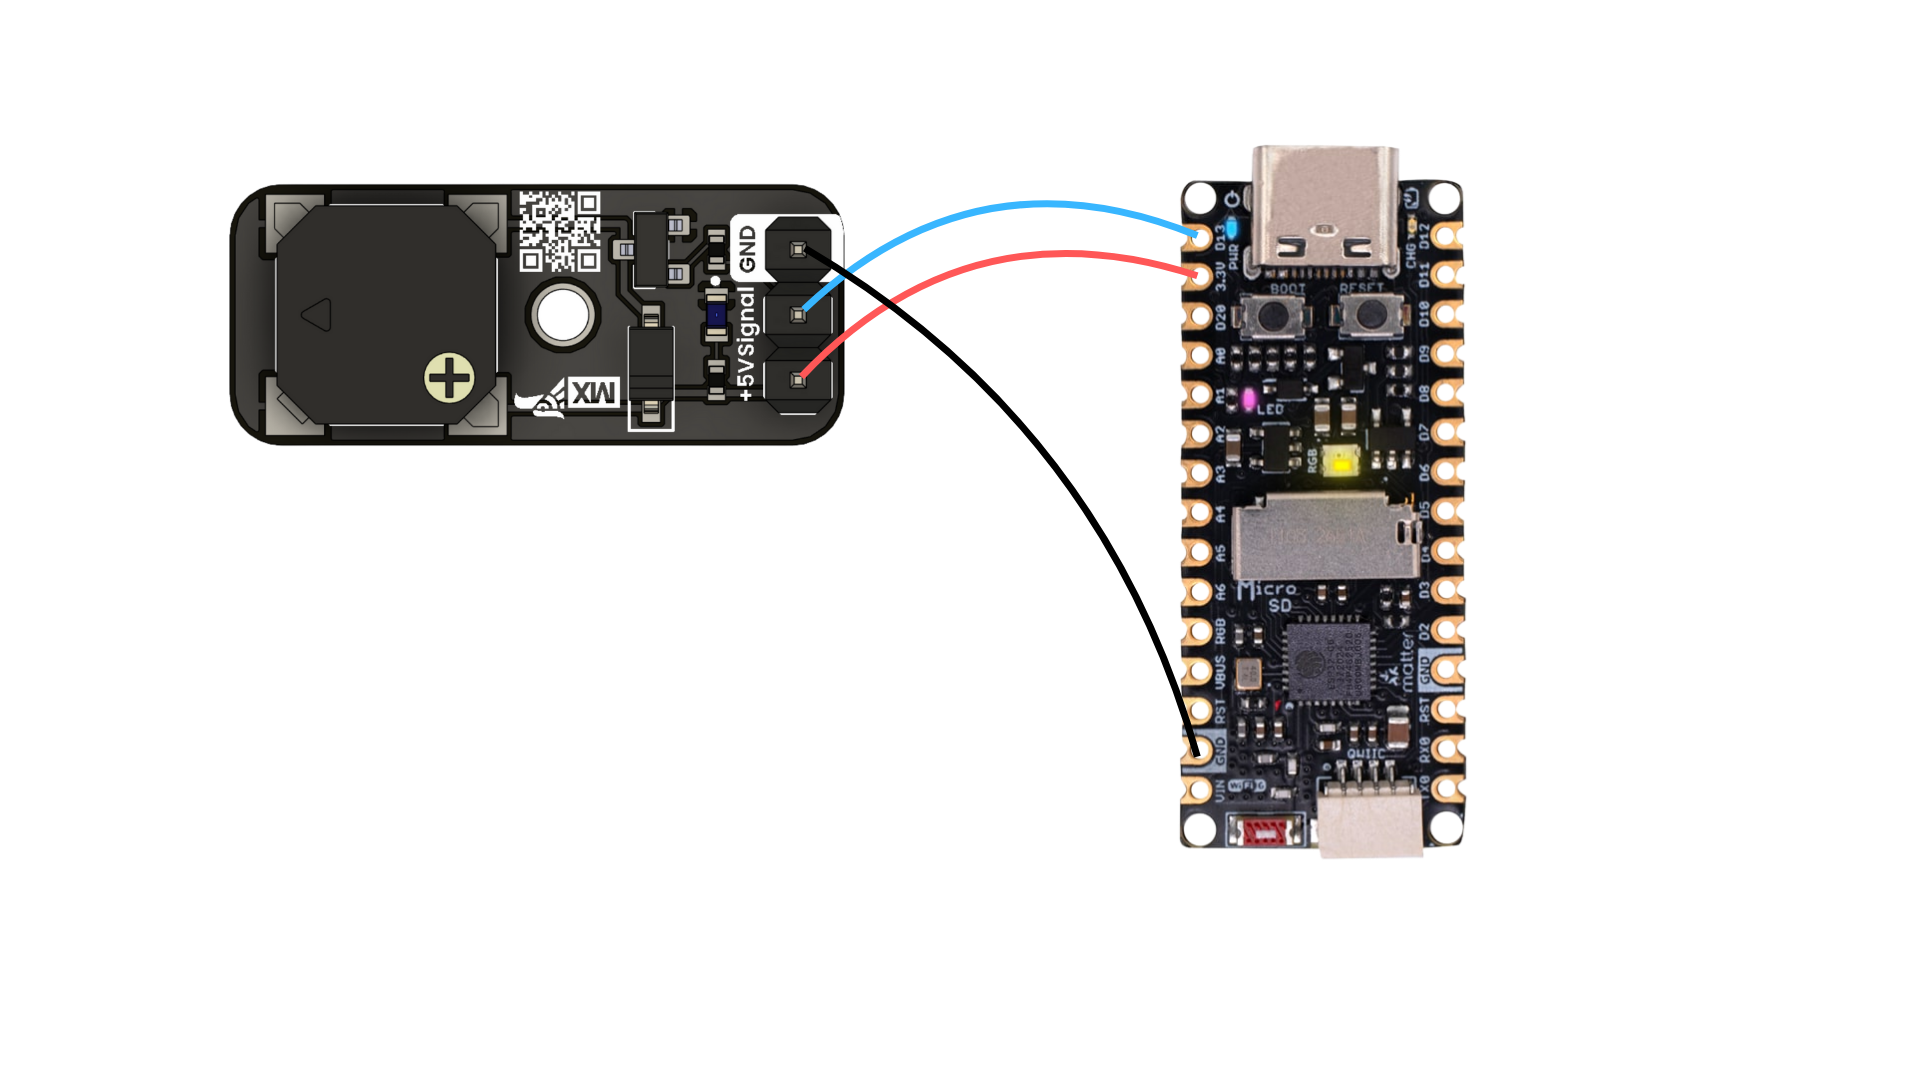 GND
Signal
+5V
MX
D13
3.3V
D20
A0
A1
A2
A3
A4
A5
A6
RGB
VBUS
RST
GND
VIN
PWR
CHG
BOOT
RESET
LED
RGB
Micro
SD
matter
QWIIC
WiFi6
D12
D11
D10
D9
D8
D7
D6
D5
D4
D3
D2
GND
RST
RX0
TX0